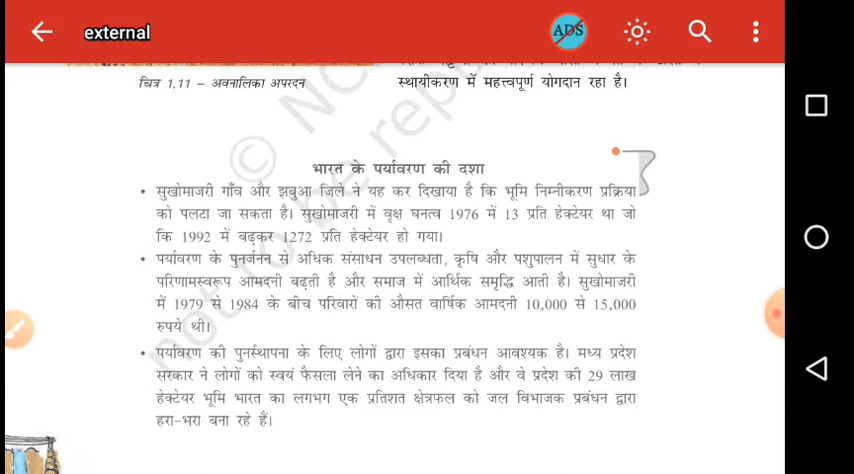 external
ADS
चित्र 1.11 – अवनालिका अपरदन
स्थायीकरण में महत्त्वपूर्ण योगदान रहा है।
© NC
not to be repu
भारत के पर्यावरण की दशा
• सुखोमाजरी गाँव और झबुआ जिले ने यह कर दिखाया है कि भूमि निम्नीकरण प्रक्रिया
को पलटा जा सकता है। सुखोमाजरी में वृक्ष घनत्व 1976 में 13 प्रति हेक्टेयर था जो
कि 1992 में बढ़कर 1272 प्रति हेक्टेयर हो गया।
• पर्यावरण के पुनर्जनन से अधिक संसाधन उपलब्धता, कृषि और पशुपालन में सुधार के
परिणामस्वरूप आमदनी बढ़ती है और समाज में आर्थिक समृद्धि आती है। सुखोमाजरी
में 1979 से 1984 के बीच परिवारों की औसत वार्षिक आमदनी 10,000 से 15,000
रुपये थी।
• पर्यावरण की पुनर्स्थापना के लिए लोगों द्वारा इसका प्रबंधन आवश्यक है। मध्य प्रदेश
सरकार ने लोगों को स्वयं फैसला लेने का अधिकार दिया है और वे प्रदेश की 29 लाख
हेक्टेयर भूमि भारत का लगभग एक प्रतिशत क्षेत्रफल को जल विभाजक प्रबंधन द्वारा
हरा-भरा बना रहे हैं।